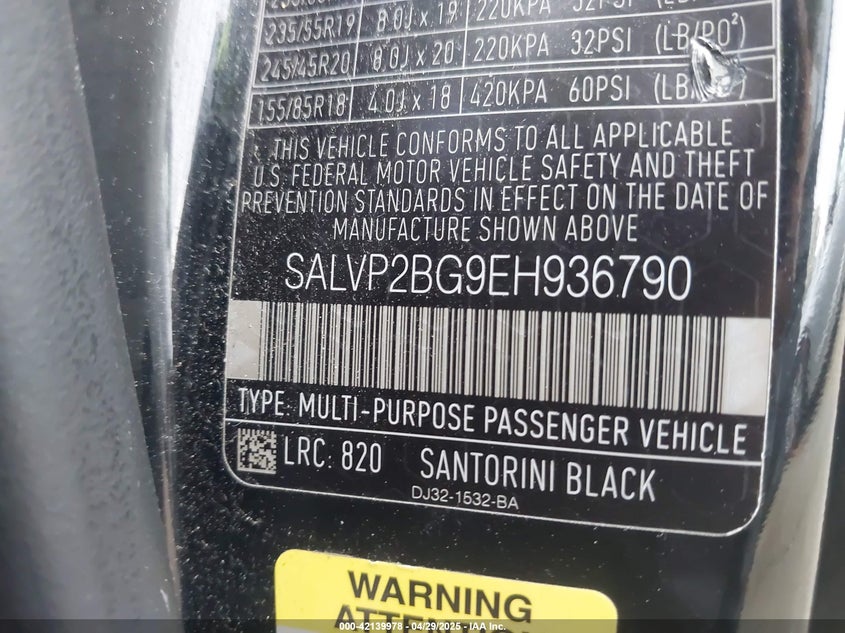 235/55R19 8.0J x 19 220KPA 32PSI
245/45R20 8.0J x 20 220KPA 32PSI (LB/PO²)
155/85R18 4.0J x 18 420KPA 60PSI
THIS VEHICLE CONFORMS TO ALL APPLICABLE
U.S. FEDERAL MOTOR VEHICLE SAFETY AND THEFT
PREVENTION STANDARDS IN EFFECT ON THE DATE OF
MANUFACTURE SHOWN ABOVE
SALVP2BG9EH936790
TYPE: MULTI-PURPOSE PASSENGER VEHICLE
LRC: 820 SANTORINI BLACK
DJ32-1532-BA
WARNING
000-42139978 - 04/29/2025 - IAA Inc.